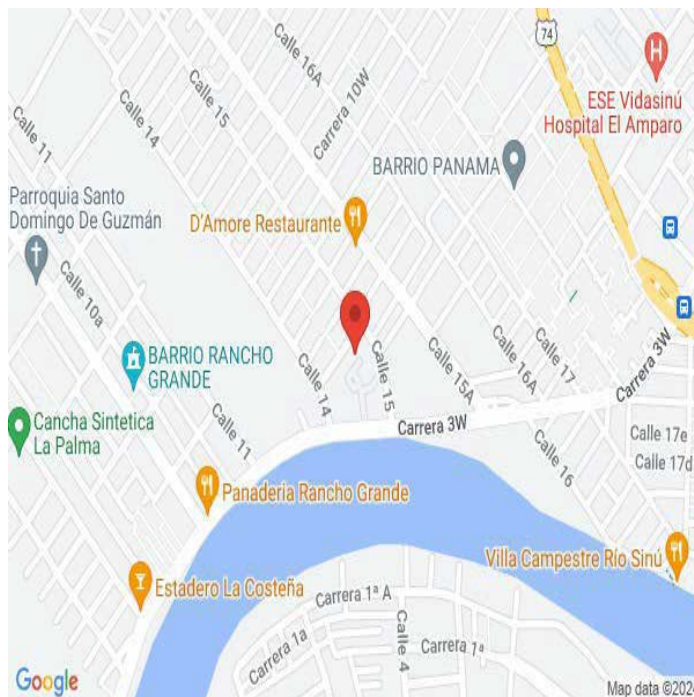 Calle 16A
74
H
ESE Vidasinú
Hospital El Amparo
Calle 11
Calle 14
Calle 15
Carrera 10W
BARRIO PANAMA
Parroquia Santo
Domingo De Guzmán
D'Amore Restaurante
Calle 10a
BARRIO RANCHO
GRANDE
Calle 14
Calle 15
Calle 15A
Calle 16A
Calle 17
Carrera 3W
Cancha Sintetica
La Palma
Calle 11
Carrera 3W
Calle 16
Calle 17e
Calle 17d
Panaderia Rancho Grande
Villa Campestre Río Sinú
Estadero La Costeña
Carrera 1ª A
Carrera 1a
Calle 4
Carrera 1ª
Google
Map data ©202